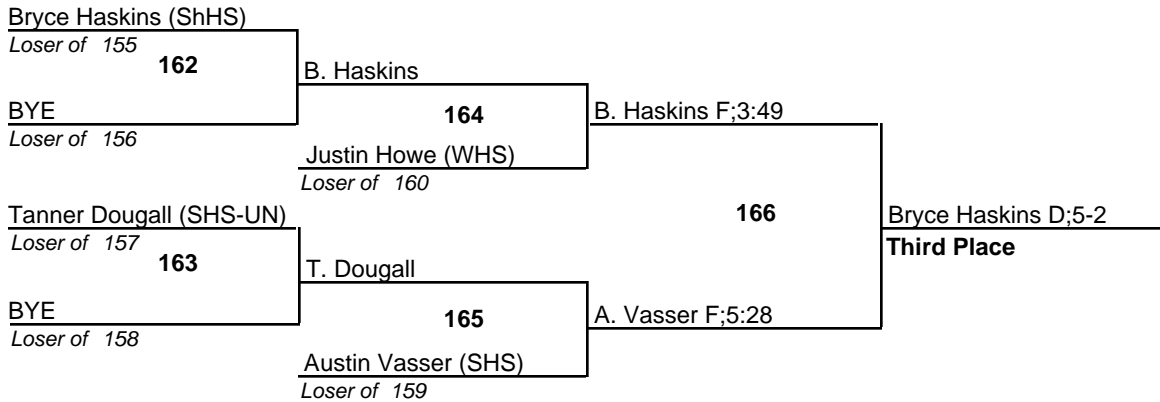 Bryce Haskins (ShHS)
Loser of 155
162
B. Haskins
BYE
Loser of 156
164
B. Haskins F;3:49
Justin Howe (WHS)
Loser of 160
Tanner Dougall (SHS-UN)
Loser of 157
163
166
Bryce Haskins D;5-2
Third Place
T. Dougall
BYE
Loser of 158
165
A. Vasser F;5:28
Austin Vasser (SHS)
Loser of 159